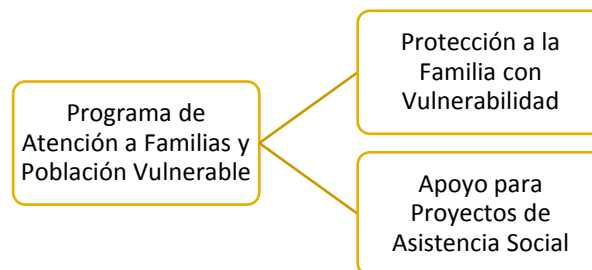 Programa de
Atención a Familias y
Población Vulnerable
Protección a la
Familia con
Vulnerabilidad
Apoyo para
Proyectos de
Asistencia Social